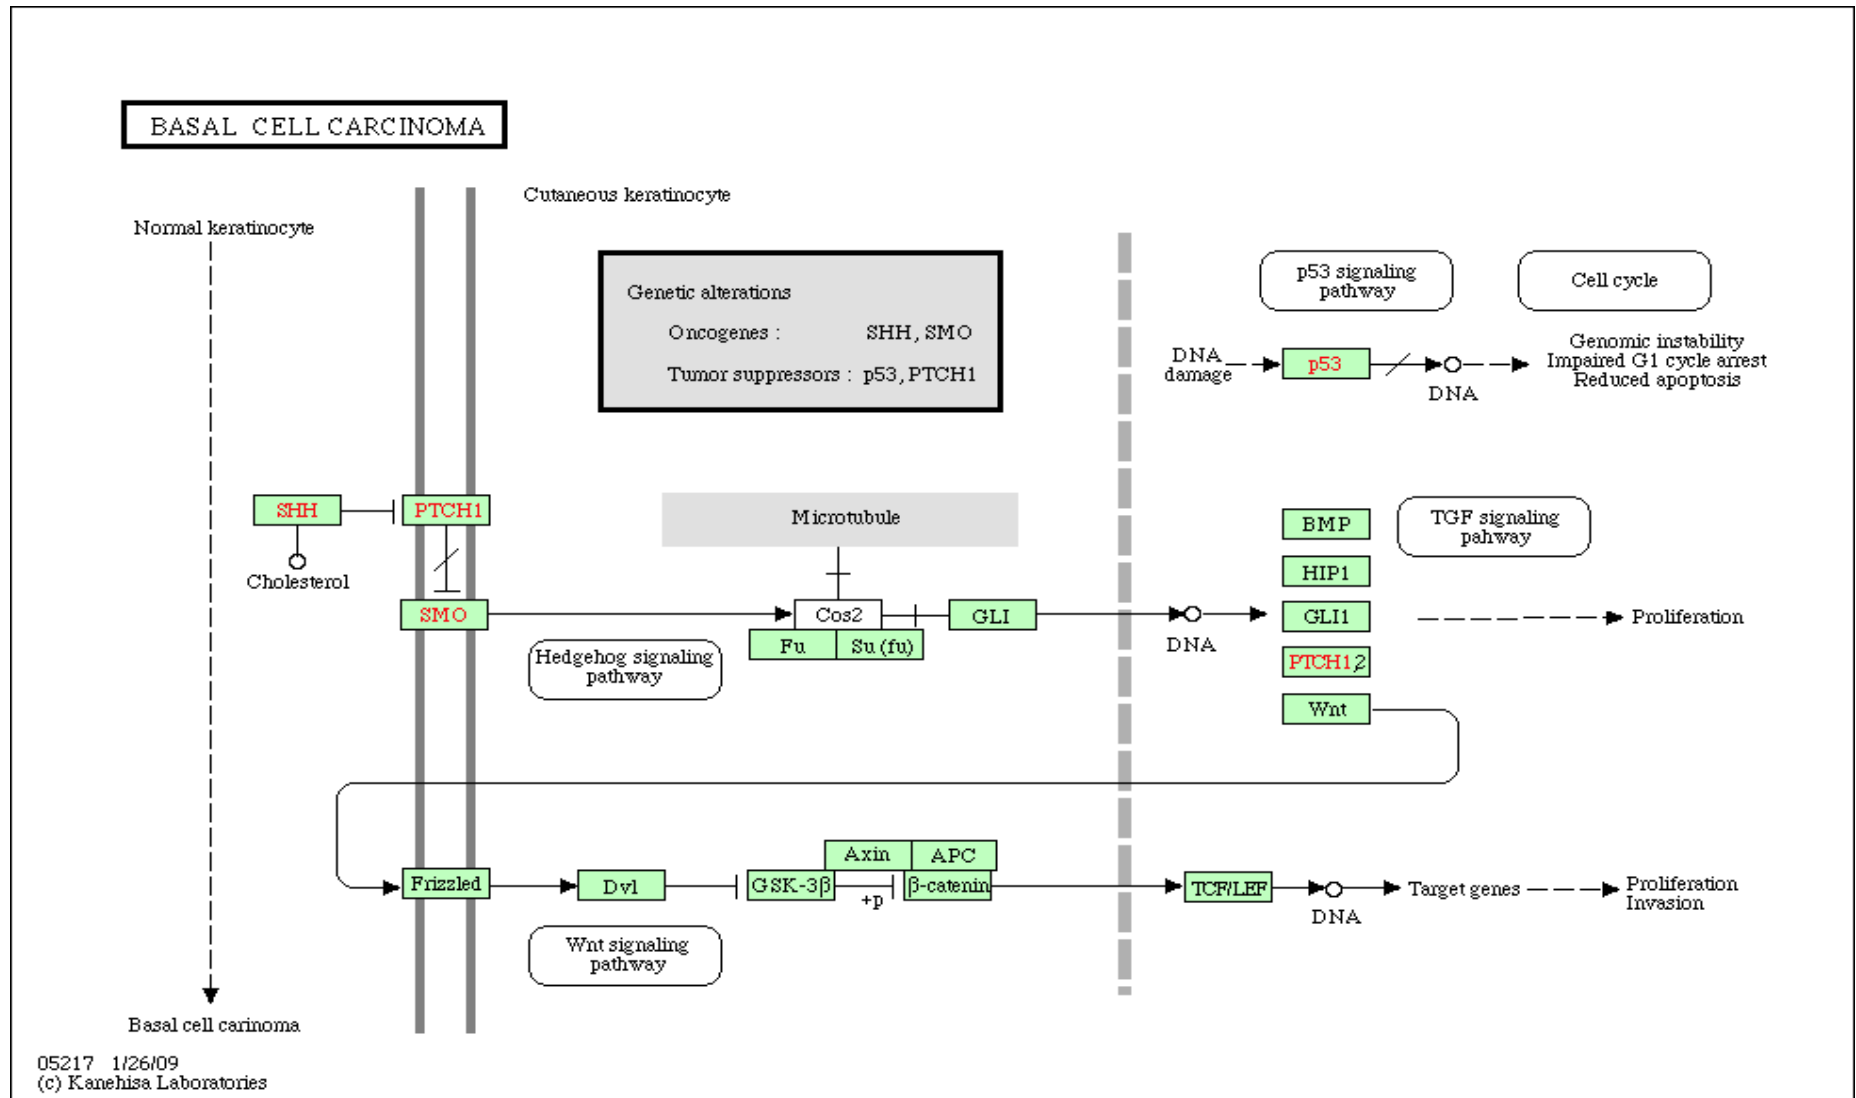 BASAL CELL CARCINOMA
Cutaneous keratinocyte
Normal keratinocyte
Genetic alterations
Oncogenes : SHH, SMO
Tumor suppressors : p53, PTCH1
p53 signaling
pathway
Cell cycle
DNA
damage
p53
DNA
Genomic instability
Impaired G1 cycle arrest
Reduced apoptosis
SHH
PTCH1
Cholesterol
SMO
Microtubule
Cos2
Fu
Su (fu)
GLI
Hedgehog signaling
pathway
DNA
BMP
HIP1
GLI1
PTCH1,2
Wnt
TGF signaling
pahway
Proliferation
Frizzled
Dvl
GSK-3β
+p
Axin
APC
β-catenin
TCF/LEF
DNA
Target genes
Proliferation
Invasion
Wnt signaling
pathway
Basal cell carinoma
05217 1/26/09
(c) Kanehisa Laboratories